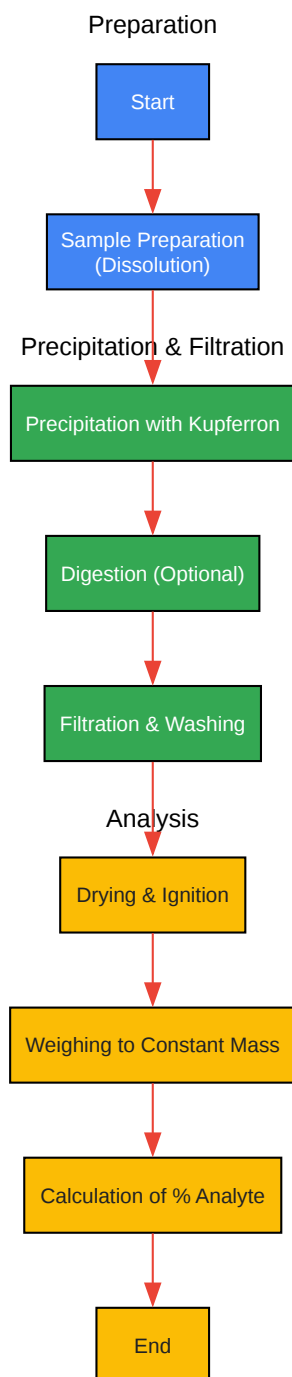 Preparation
Start
Sample Preparation
(Dissolution)
Precipitation & Filtration
Precipitation with Kupferron
Digestion (Optional)
Filtration & Washing
Analysis
Drying & Ignition
Weighing to Constant Mass
Calculation of % Analyte
End